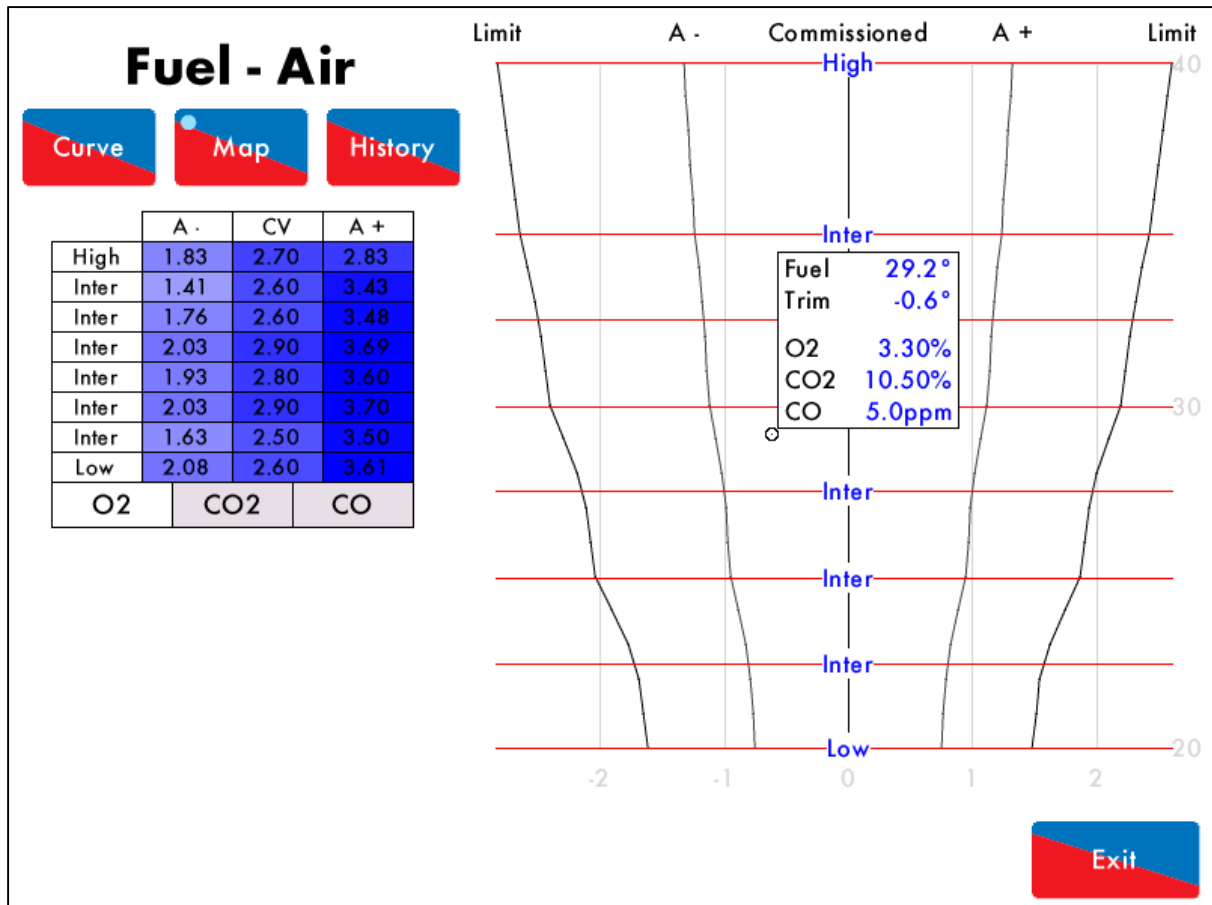 Fuel - Air
Curve
Map
History
A - CV A +
High 1.83 2.70 2.83
Inter 1.41 2.60 3.43
Inter 1.76 2.60 3.48
Inter 2.03 2.90 3.69
Inter 1.93 2.80 3.60
Inter 2.03 2.90 3.70
Inter 1.63 2.50 3.50
Low 2.08 2.60 3.61
O2 CO2 CO
Limit A - Commissioned A + Limit
High 40
Inter
Fuel 29.2°
Trim -0.6°
O2 3.30%
CO2 10.50%
CO 5.0ppm
30
Inter
Inter
Inter
Low 20
-2 -1 0 1 2
Exit